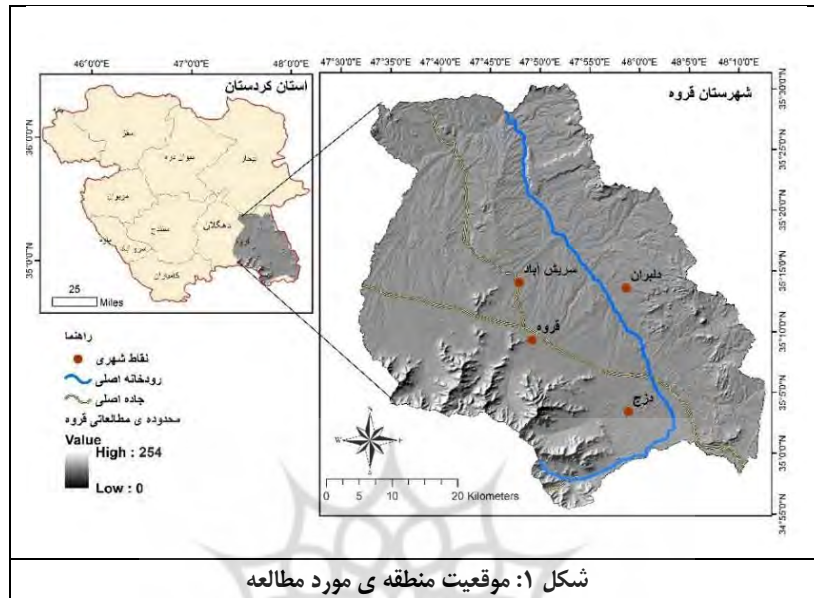 46°0'0"E 47°0'0"E 48°0'0"E
استان کردستان
36°0'0"N
35°0'0"N
سقز
دیوان دره
بیجار
مریوان
سنندج
دهگلان
قروه
سرو آباد
کامیاران
25
Miles
راهنما
نقاط شهری
رودخانه اصلی
جاده اصلی
محدوده ی مطالعاتی قروه
Value
High : 254
Low : 0
47°30'0"E 47°35'0"E 47°40'0"E 47°45'0"E 47°50'0"E 47°55'0"E 48°0'0"E 48°5'0"E 48°10'0"E
شهرستان قروه
35°30'0"N
35°25'0"N
35°20'0"N
35°15'0"N
35°10'0"N
35°5'0"N
35°0'0"N
34°55'0"N
سریش اباد
دلبران
قروه
دزج
N
W E
S
0 5 10 20 Kilometers
شکل ۱: موقعیت منطقه ی مورد مطالعه